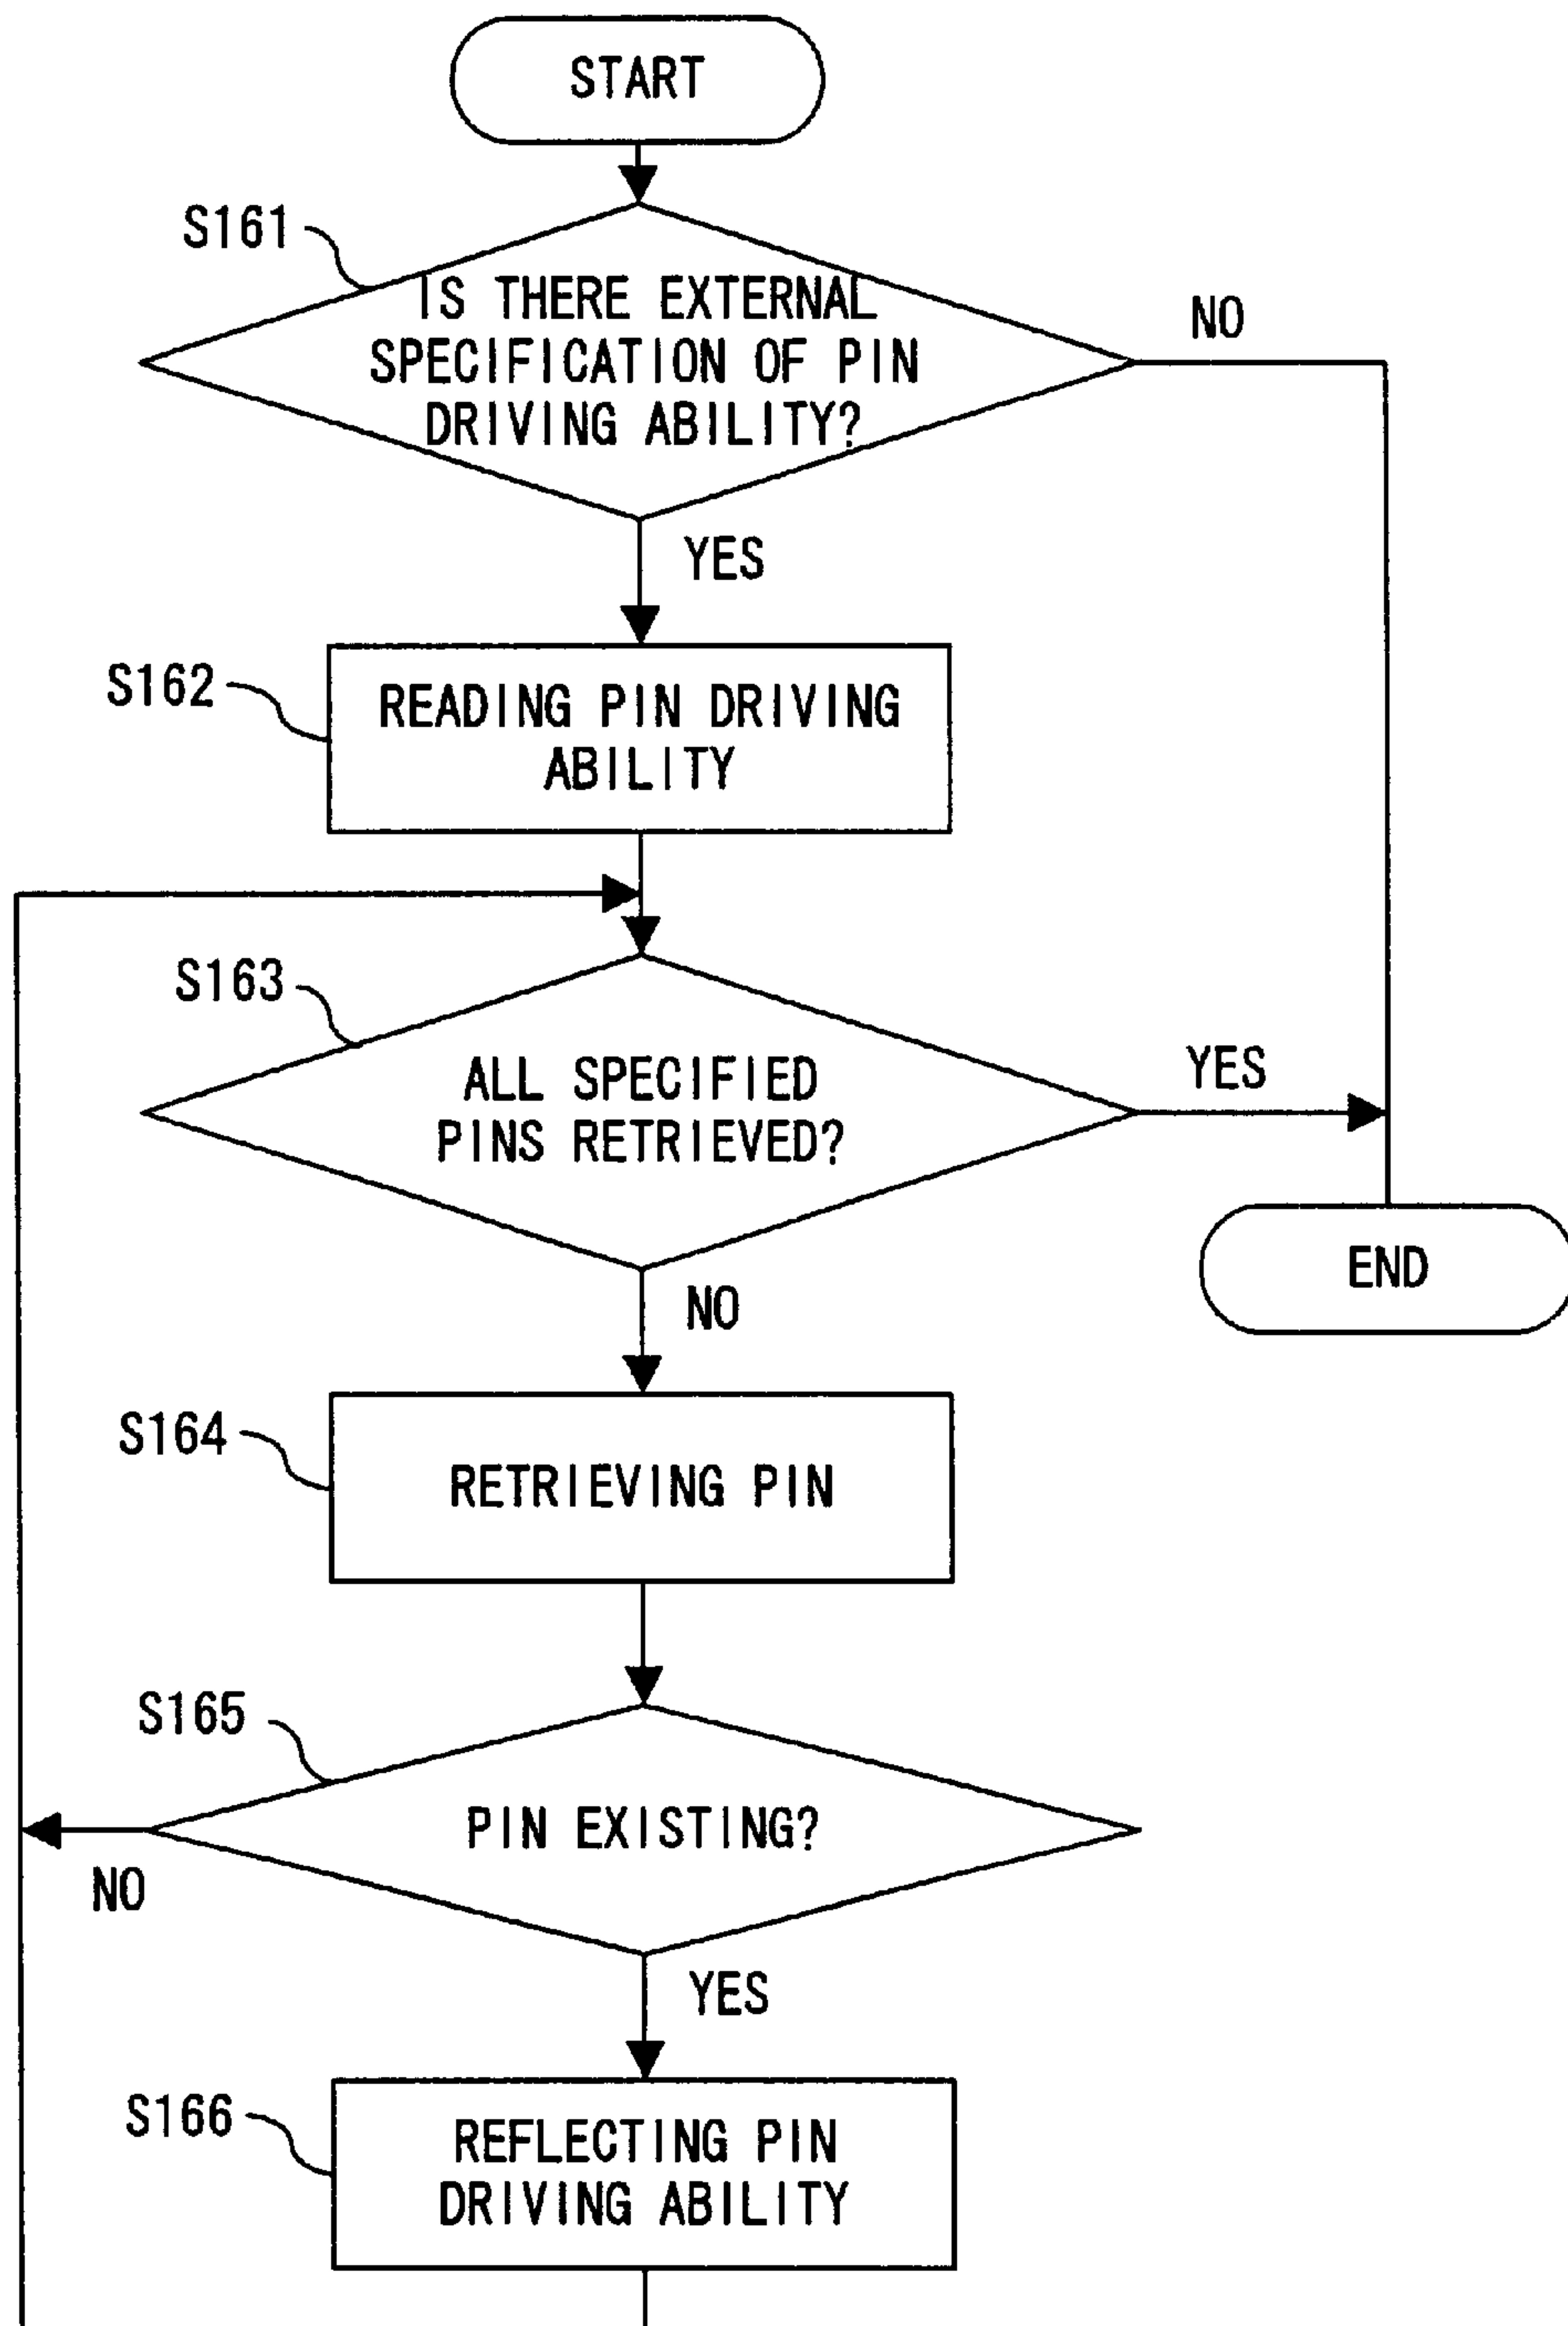 START
S161
IS THERE EXTERNAL
SPECIFICATION OF PIN
DRIVING ABILITY?
NO
YES
S162
READING PIN DRIVING
ABILITY
S163
ALL SPECIFIED
PINS RETRIEVED?
YES
END
NO
S164
RETRIEVING PIN
S165
PIN EXISTING?
NO
YES
S166
REFLECTING PIN
DRIVING ABILITY